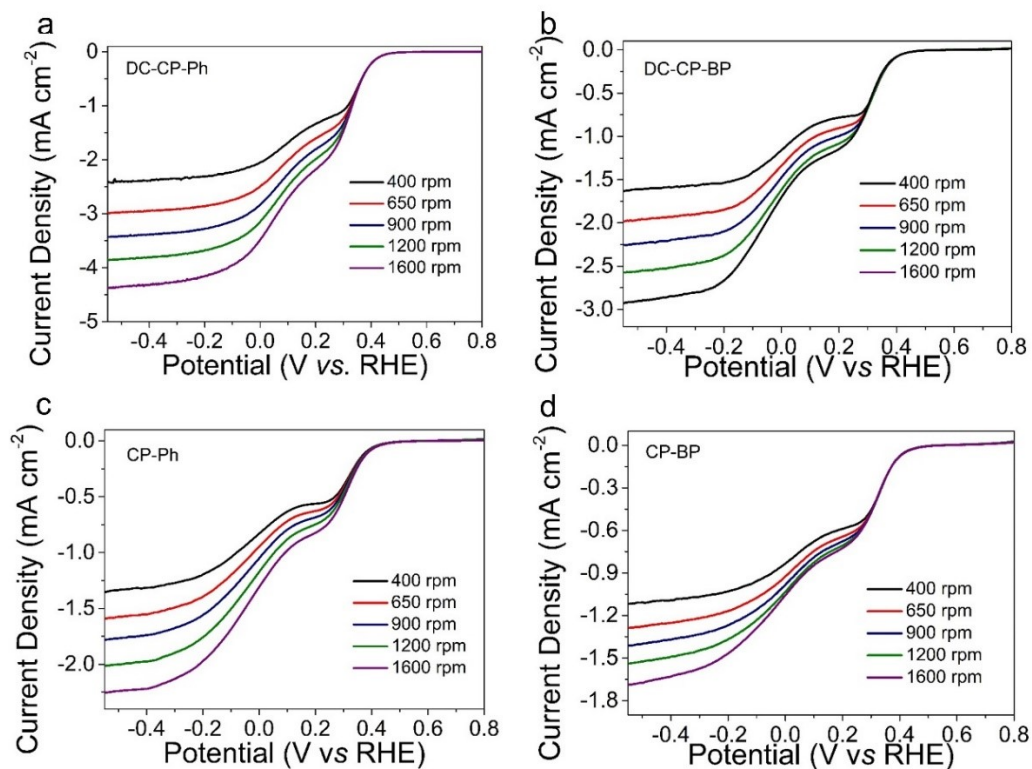 a
DC-CP-Ph
0
-1
-2
-3
-4
-5
-0.4 -0.2 0.0 0.2 0.4 0.6 0.8
400 rpm
650 rpm
900 rpm
1200 rpm
1600 rpm
Current Density (mA cm⁻²)
Potential (V vs. RHE)
b
DC-CP-BP
0.0
-0.5
-1.0
-1.5
-2.0
-2.5
-3.0
-0.4 -0.2 0.0 0.2 0.4 0.6 0.8
400 rpm
650 rpm
900 rpm
1200 rpm
1600 rpm
Current Density (mA cm⁻²)
Potential (V vs RHE)
c
CP-Ph
0.0
-0.5
-1.0
-1.5
-2.0
-0.4 -0.2 0.0 0.2 0.4 0.6 0.8
400 rpm
650 rpm
900 rpm
1200 rpm
1600 rpm
Current Density (mA cm⁻²)
Potential (V vs RHE)
d
CP-BP
0.0
-0.3
-0.6
-0.9
-1.2
-1.5
-1.8
-0.4 -0.2 0.0 0.2 0.4 0.6 0.8
400 rpm
650 rpm
900 rpm
1200 rpm
1600 rpm
Current Density (mA cm⁻²)
Potential (V vs RHE)